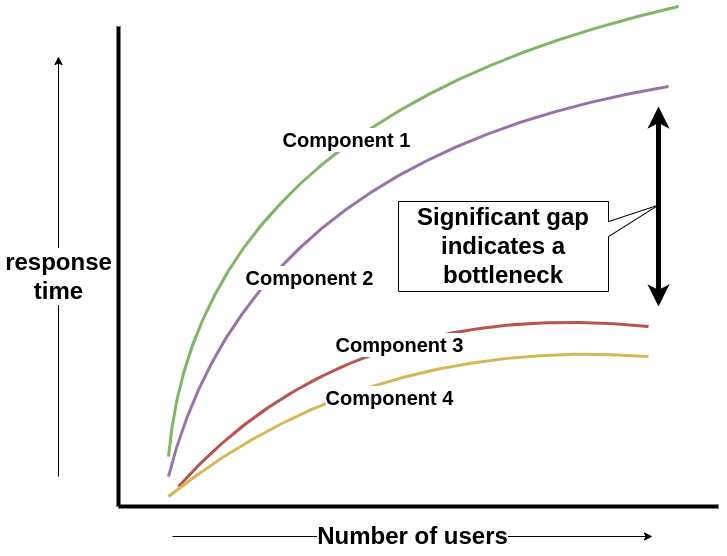 Component 1
Significant gap
indicates a
bottleneck
response
time
Component 2
Component 3
Component 4
Number of users